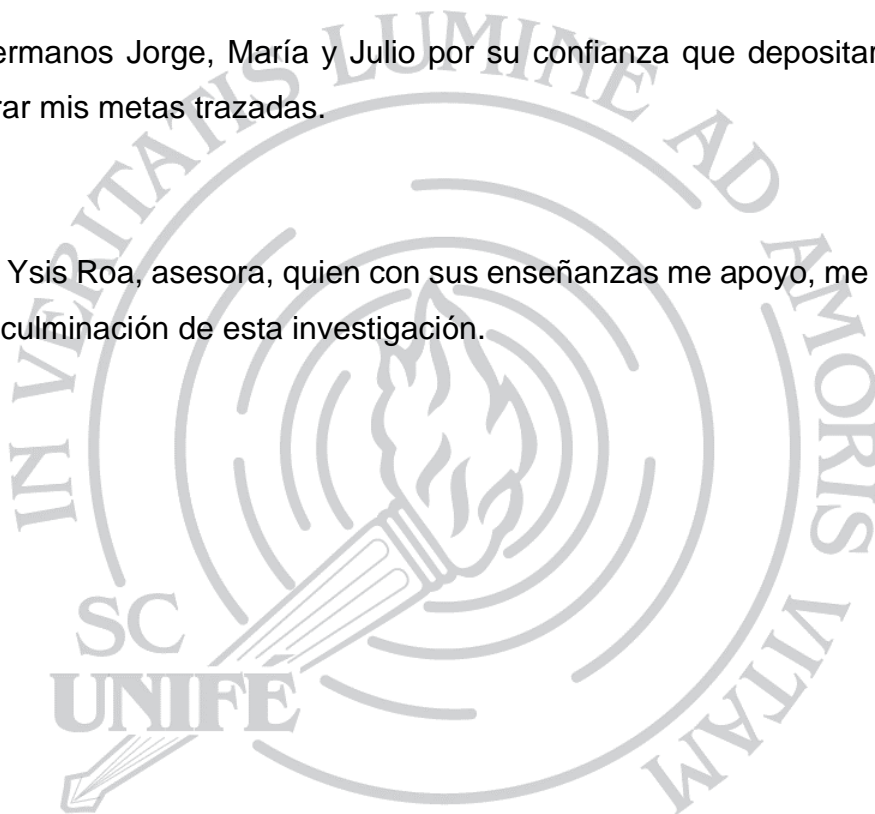 ermanos Jorge, María y Julio por su confianza que depositar
rar mis metas trazadas.
Ysis Roa, asesora, quien con sus enseñanzas me apoyo, me
culminación de esta investigación.
IN VERITATIS LUMINE AD AMORIS VITAM
SC
UNIFE